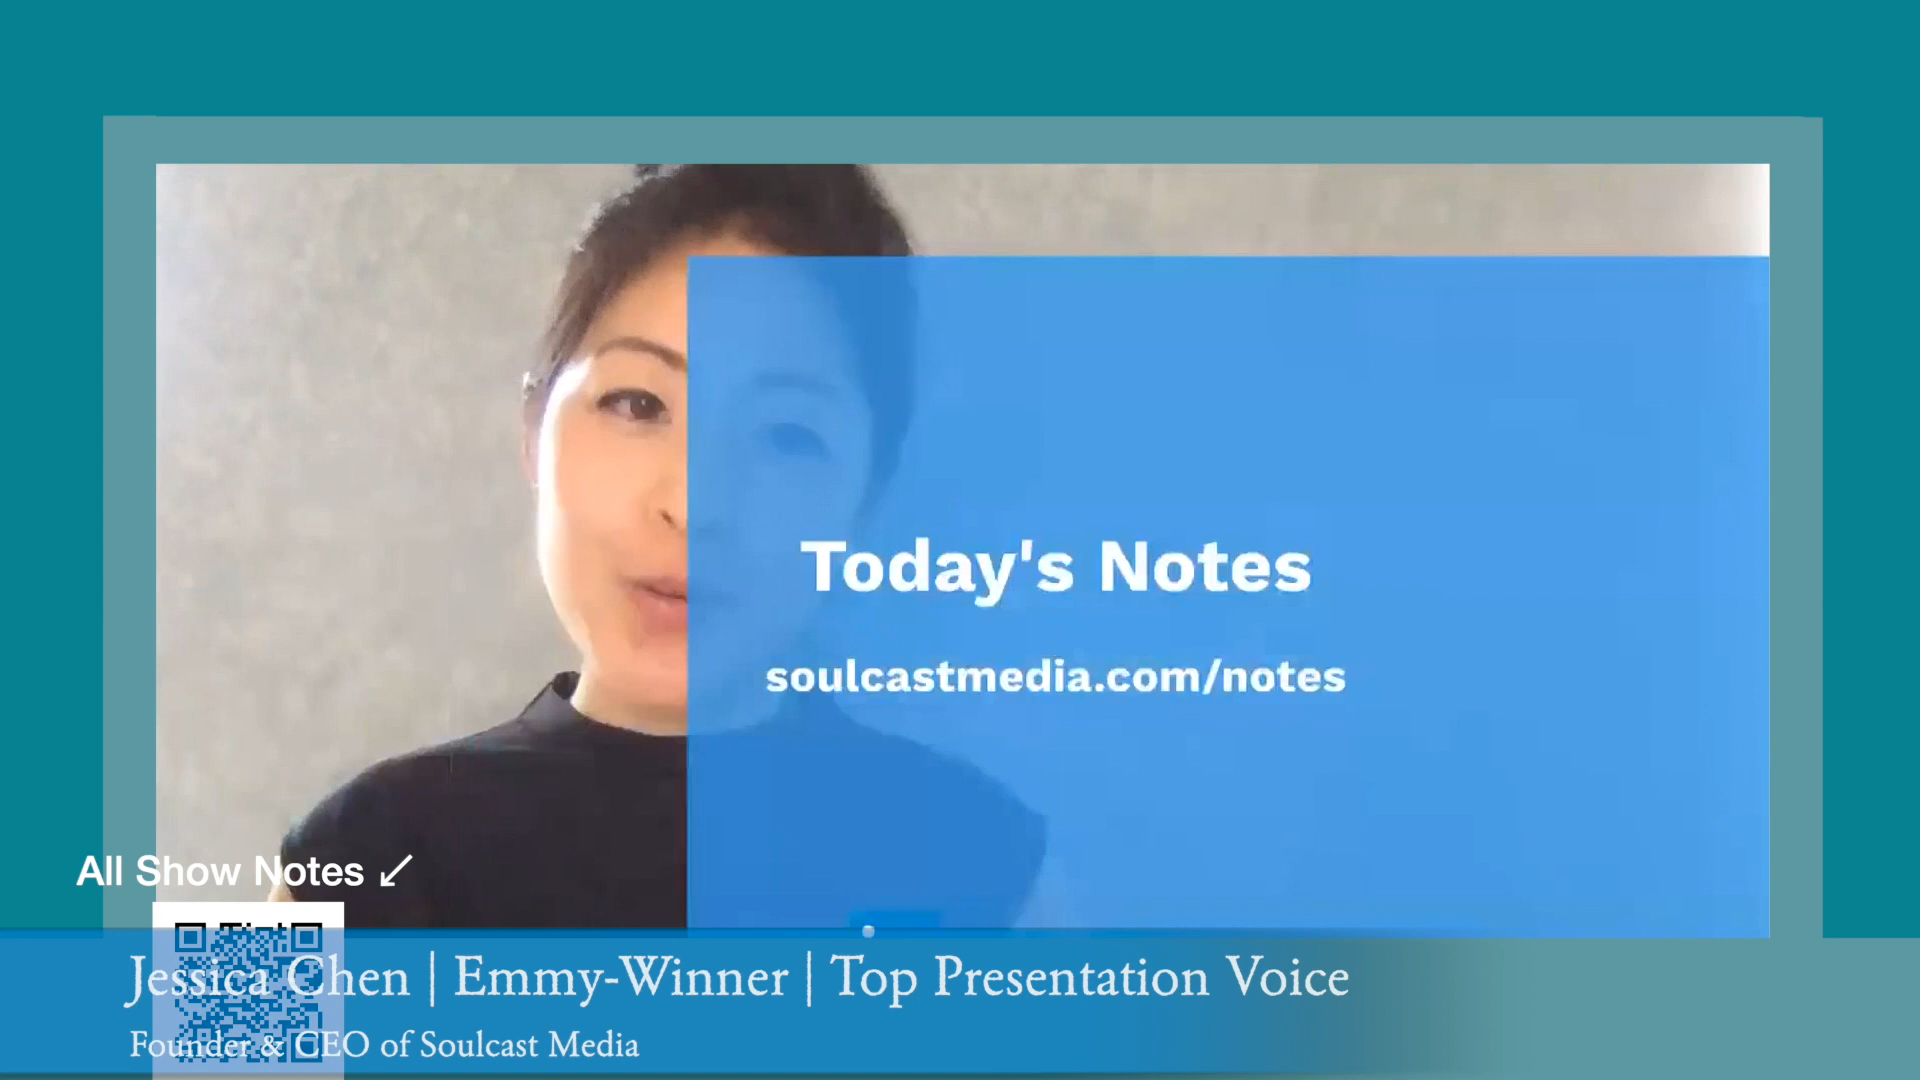 Today's Notes
soulcastmedia.com/notes
All Show Notes ↙
Jessica Chen | Emmy-Winner | Top Presentation Voice
Founder & CEO of Soulcast Media